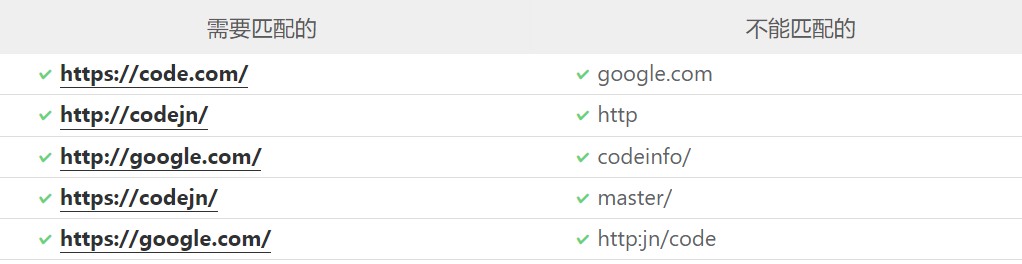 需要匹配的 不能匹配的
https://code.com/ google.com
http://codejn/ http
http://google.com/ codeinfo/
https://codejn/ master/
https://google.com/ http:jn/code